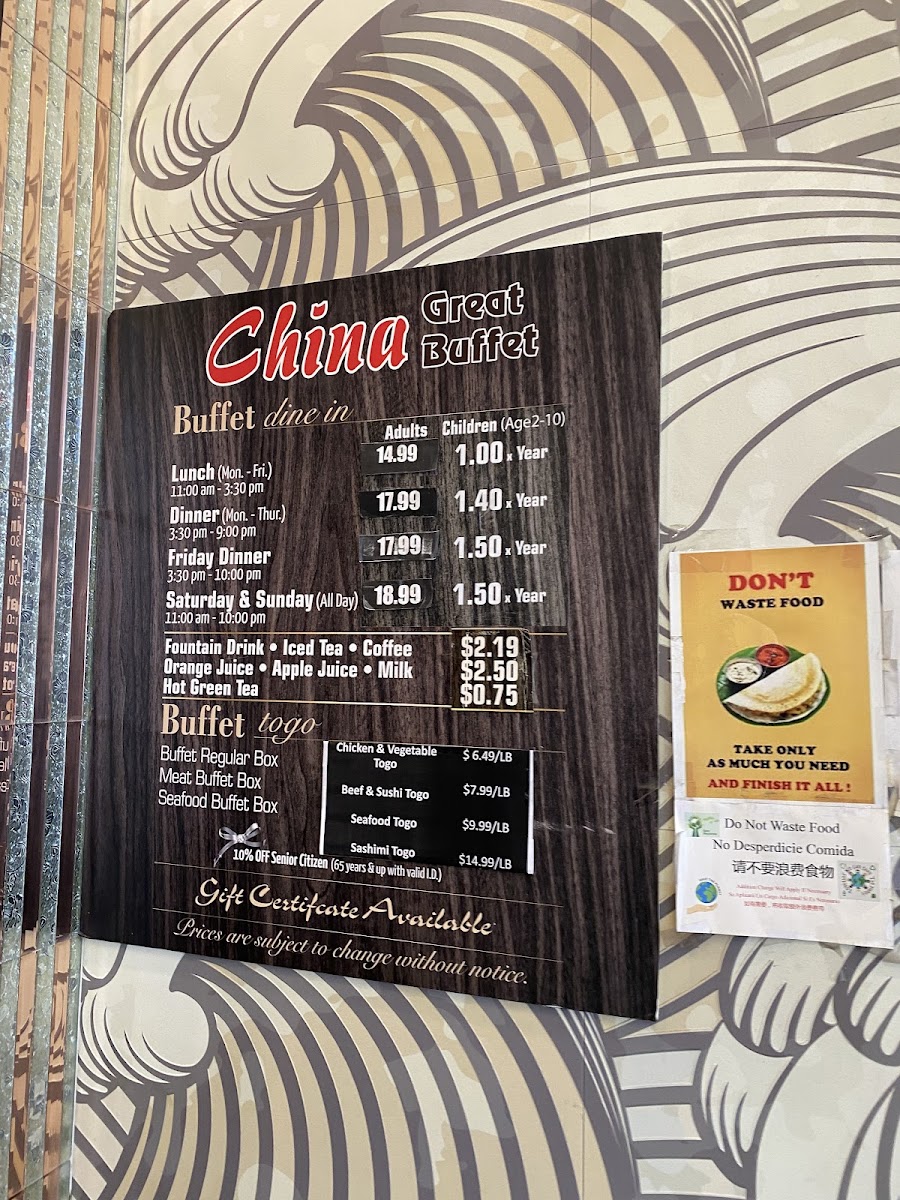 China Great
Buffet
Buffet dine in
Adults Children (Age2-10)
Lunch (Mon. - Fri.) 14.99 1.00 x Year
11:00 am - 3:30 pm
Dinner (Mon. - Thur.) 17.99 1.40 x Year
3:30 pm - 9:00 pm
Friday Dinner 17.99 1.50 x Year
3:30 pm - 10:00 pm
Saturday & Sunday (All Day) 18.99 1.50 x Year
11:00 am - 10:00 pm
Fountain Drink • Iced Tea • Coffee $2.19
Orange Juice • Apple Juice • Milk $2.50
Hot Green Tea $0.75
Buffet togo
Buffet Regular Box
Meat Buffet Box
Seafood Buffet Box
Chicken & Vegetable
Togo $ 6.49/LB
Beef & Sushi Togo $7.99/LB
Seafood Togo $9.99/LB
Sashimi Togo $14.99/LB
10% OFF Senior Citizen (65 years & up with valid I.D.)
Gift Certifcate Available
Prices are subject to change without notice.
DON'T
WASTE FOOD
TAKE ONLY
AS MUCH YOU NEED
AND FINISH IT ALL !
Do Not Waste Food
No Desperdicie Comida
请不要浪费食物
Addition Charge Will Apply If Necessary